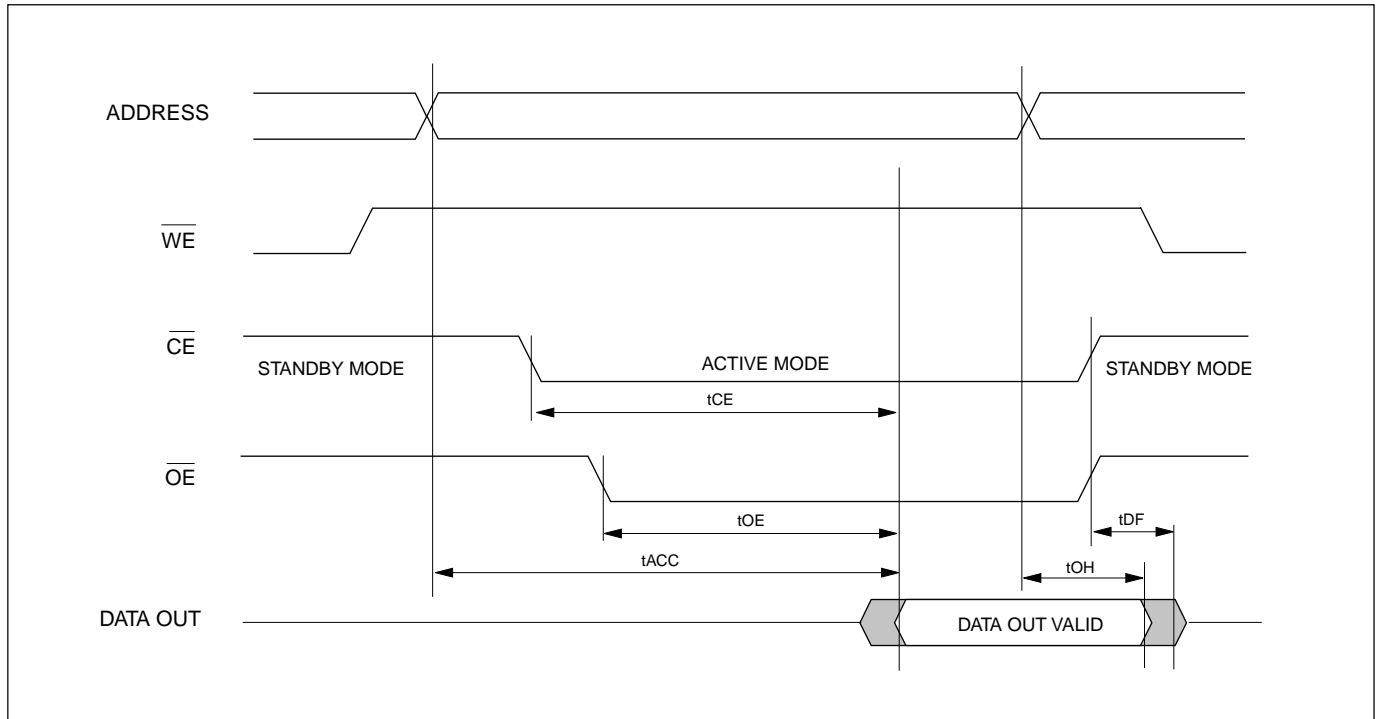 ADDRESS
WE
CE
STANDBY MODE
ACTIVE MODE
STANDBY MODE
tCE
OE
tOE
tDF
tACC
tOH
DATA OUT
DATA OUT VALID